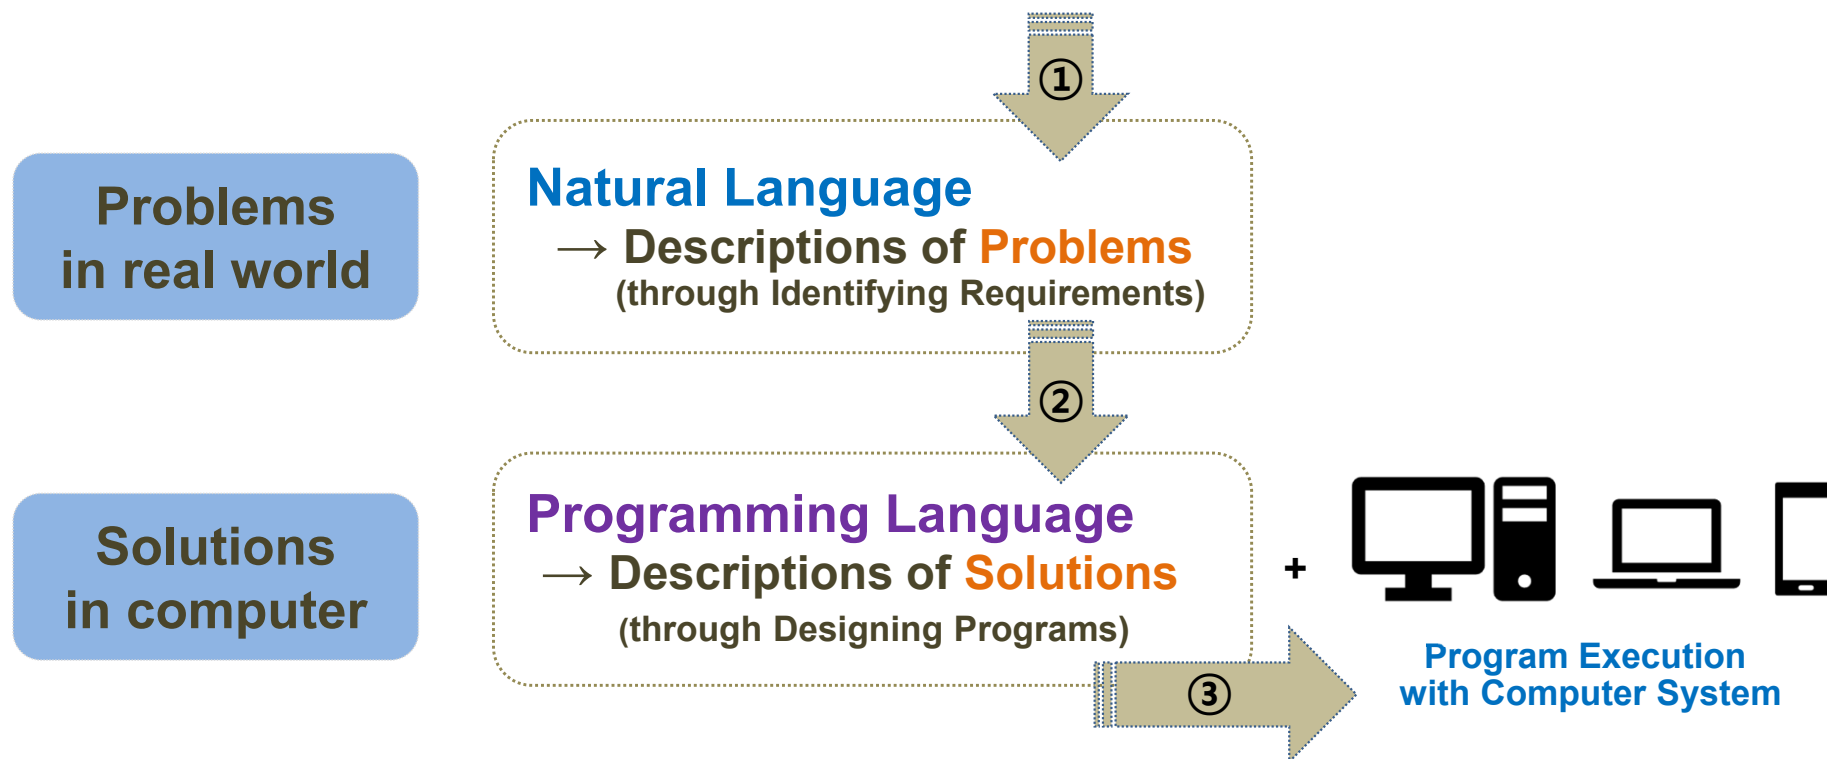 ①
Problems
in real world
Natural Language
→ Descriptions of Problems
(through Identifying Requirements)
②
Solutions
in computer
Programming Language
→ Descriptions of Solutions
(through Designing Programs)
+
③
Program Execution
with Computer System